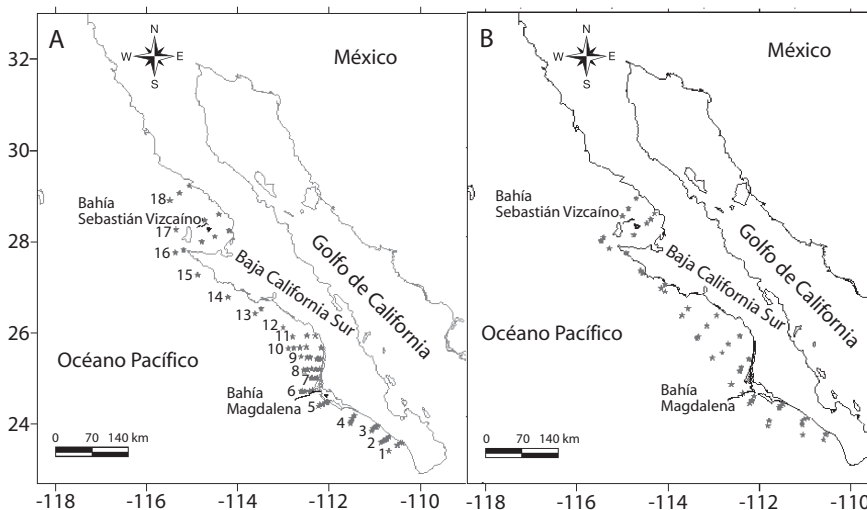 A
N
W E
S
México
32
30
28
26
24
18
Bahía
Sebastián Vizcaíno
17
16
15
14
13
12
11
10
9
8
7
6
5
4
3
2
1
Baja California Sur
Golfo de California
Océano Pacífico
Bahía
Magdalena
0 70 140 km
-118 -116 -114 -112 -110
B
N
W E
S
México
Bahía
Sebastián Vizcaíno
Baja California Sur
Golfo de California
Océano Pacífico
Bahía
Magdalena
0 70 140 km
-118 -116 -114 -112 -110